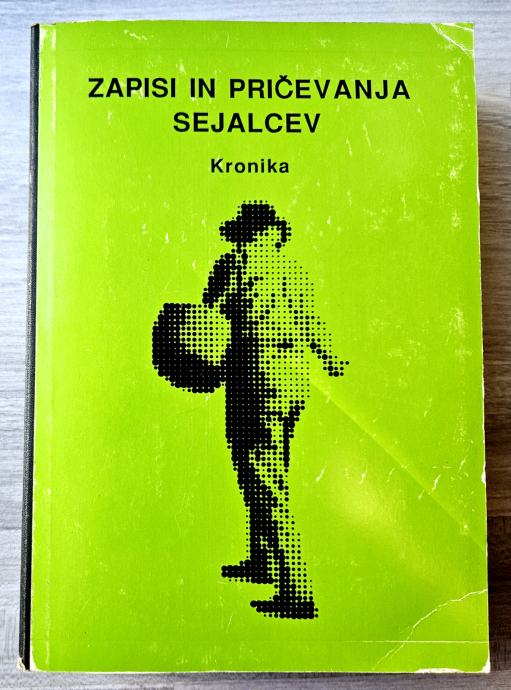 ZAPISI IN PRIČEVANJA
SEJALCEV
Kronika